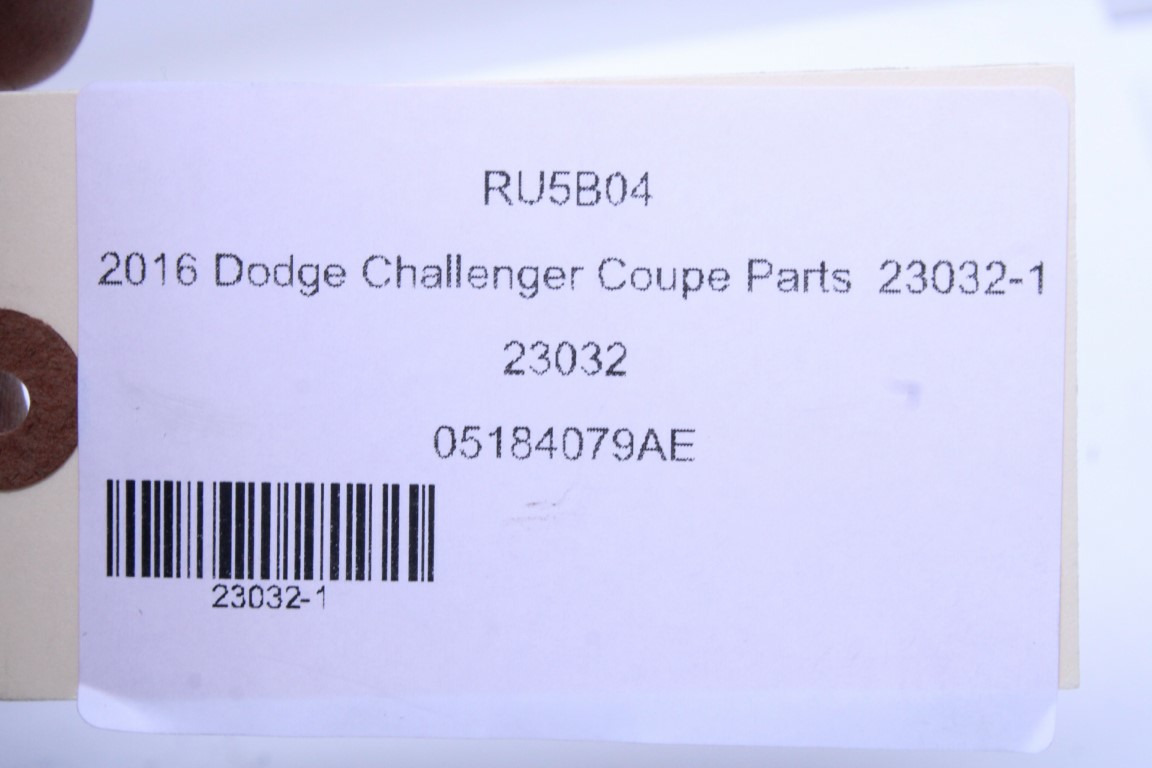 RU5B04
2016 Dodge Challenger Coupe Parts 23032-1
23032
05184079AE
23032-1